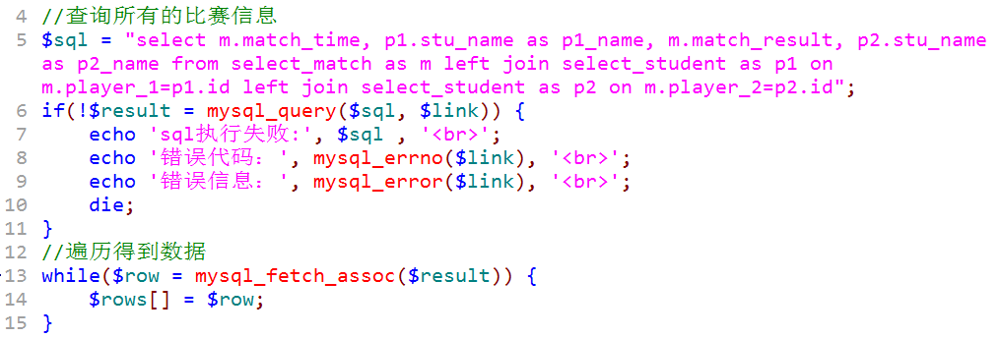 4 //查询所有的比赛信息
5 $sql = "select m.match_time, p1.stu_name as p1_name, m.match_result, p2.stu_name
as p2_name from select_match as m left join select_student as p1 on
m.player_1=p1.id left join select_student as p2 on m.player_2=p2.id";
6 if(!$result = mysql_query($sql, $link)) {
7 echo 'sql执行失败:', $sql , '<br>';
8 echo '错误代码: ', mysql_errno($link), '<br>';
9 echo '错误信息: ', mysql_error($link), '<br>';
10 die;
11 }
12 //遍历得到数据
13 while($row = mysql_fetch_assoc($result)) {
14 $rows[] = $row;
15 }